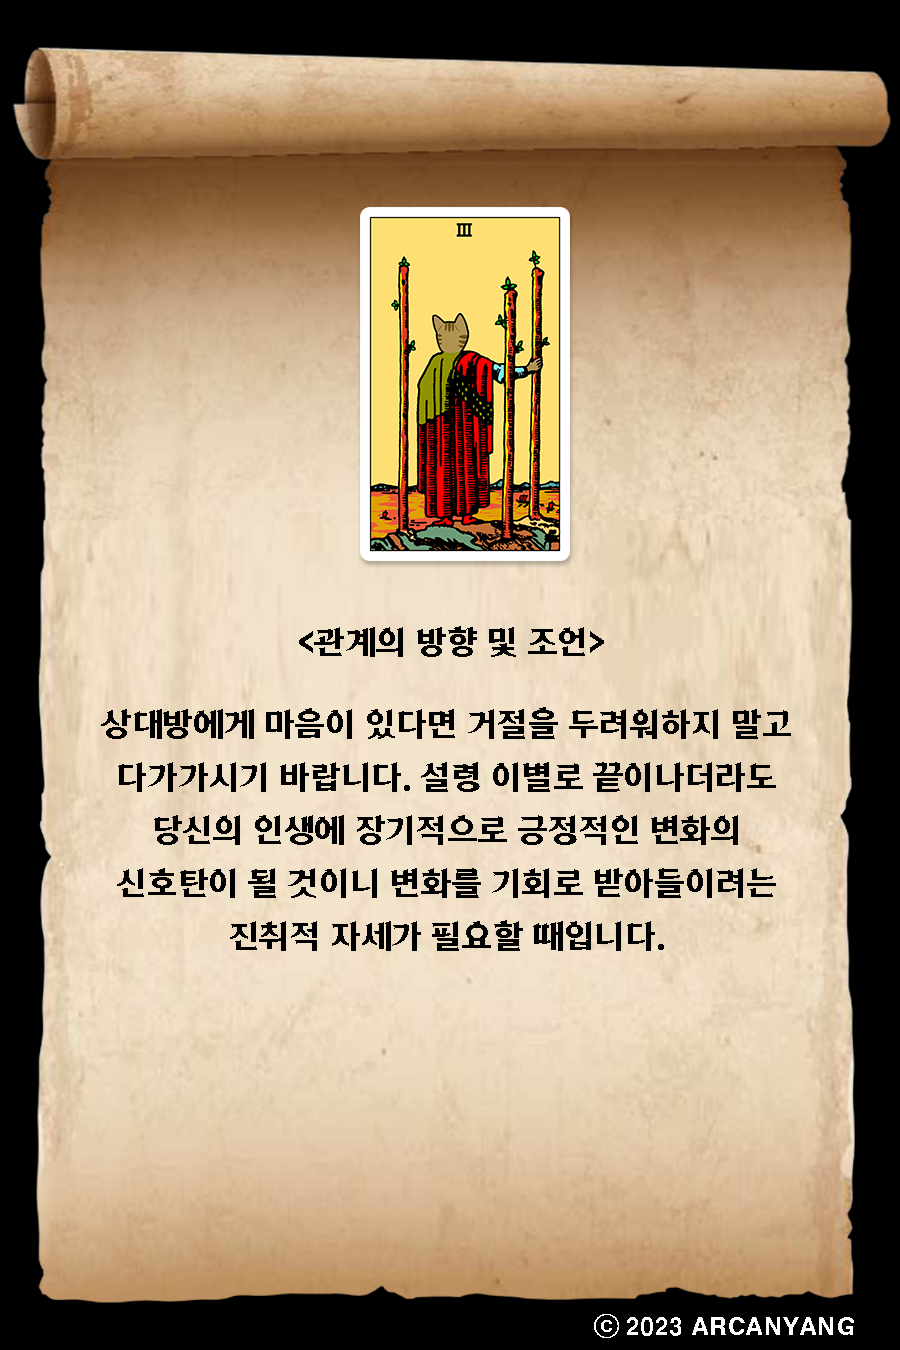 III
<관계의 방향 및 조언>
상대방에게 마음이 있다면 거절을 두려워하지 말고
다가가시기 바랍니다. 설령 이별로 끝이나더라도
당신의 인생에 장기적으로 긍정적인 변화의
신호탄이 될 것이니 변화를 기회로 받아들이려는
진취적 자세가 필요할 때입니다.
ⓒ 2023 ARCANYANG